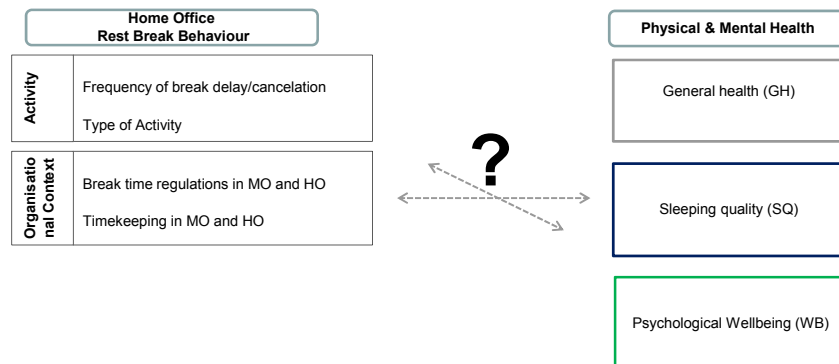 Home Office
Rest Break Behaviour
Activity
Frequency of break delay/cancelation
Type of Activity
Organisatio
nal Context
Break time regulations in MO and HO
Timekeeping in MO and HO
?
Physical & Mental Health
General health (GH)
Sleeping quality (SQ)
Psychological Wellbeing (WB)